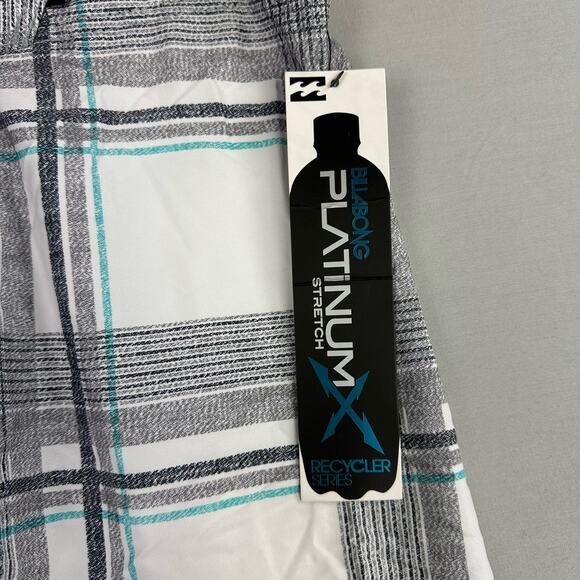 BILLABONG
PLATINUM X
STRETCH
RECYCLER
SERIES